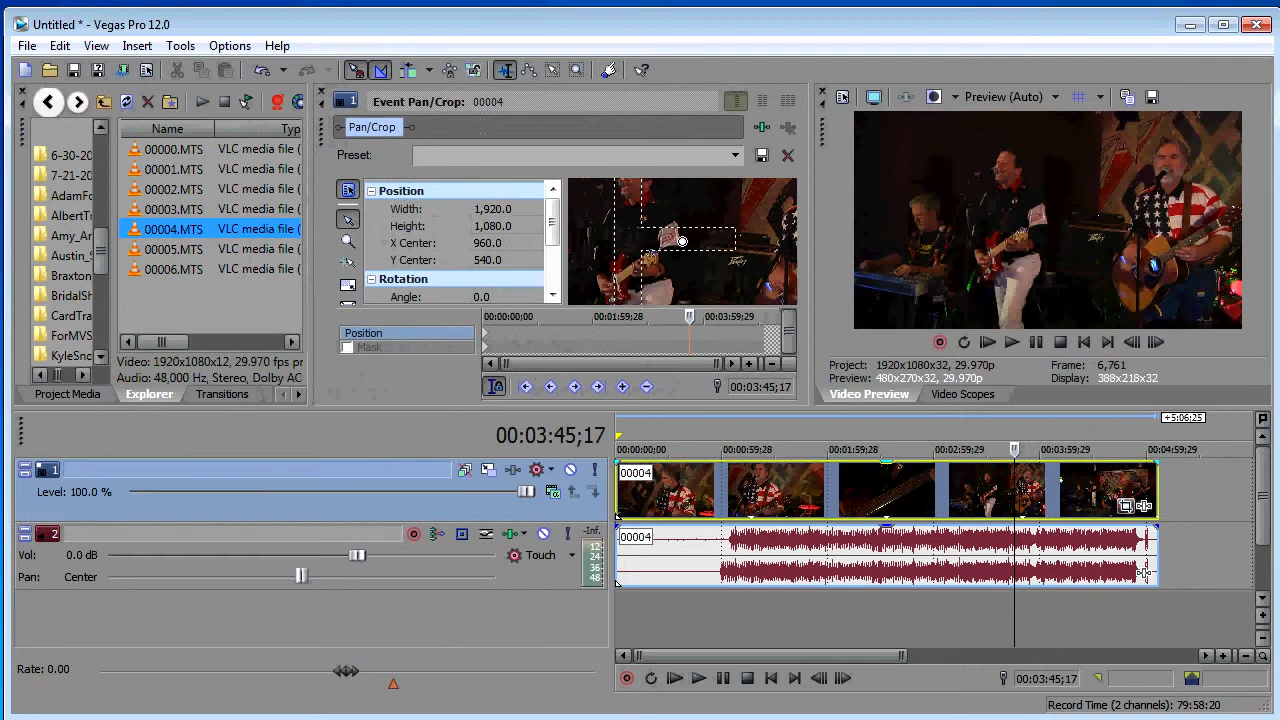 Untitled * - Vegas Pro 12.0
File Edit View Insert Tools Options Help
Name Typ
6-30-20
7-21-20
AdamFo
AlbertTr
Amy_Ar
Austin_S
Braxton
BridalSh
CardTra
ForMVS
KyleSno
00000.MTS VLC media file (
00001.MTS VLC media file (
00002.MTS VLC media file (
00003.MTS VLC media file (
00004.MTS VLC media file (
00005.MTS VLC media file (
00006.MTS VLC media file (
Video: 1920x1080x12, 29.970 fps pr
Audio: 48,000 Hz, Stereo, Dolby AC
Project Media Explorer Transitions
1 Event Pan/Crop: 00004
Pan/Crop
Preset:
Position
Width: 1,920.0
Height: 1,080.0
X Center: 960.0
Y Center: 540.0
Rotation
Angle: 0.0
00:00:00;00 00:01:59;28 00:03:59;29
Position
Mask
00:03:45;17
Preview (Auto)
PEAVEY
Project: 1920x1080x32, 29.970p Frame: 6,761
Preview: 480x270x32, 29.970p Display: 388x218x32
Video Preview Video Scopes
00:03:45;17
+5:06;25
00:00:00;00 00:00:59;28 00:01:59;28 00:02:59;29 00:03:59;29 00:04:59;29
1
Level: 100.0 %
00004
2
Vol: 0.0 dB Touch
Pan: Center
-Inf.
12
24
36
48
00004
Rate: 0.00
00:03:45;17
Record Time (2 channels): 79:58:20